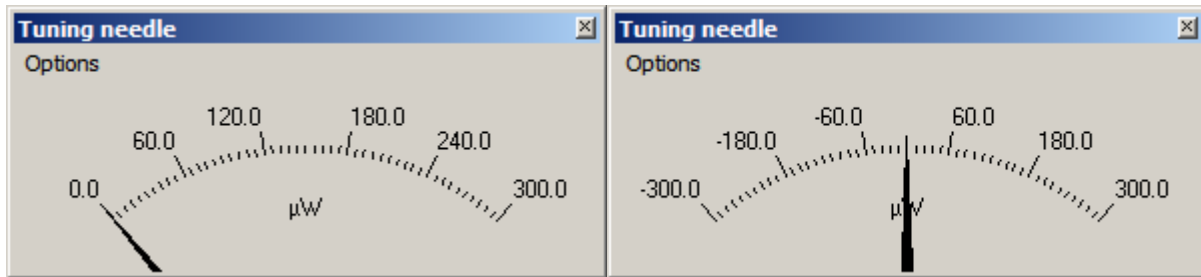 Tuning needle
Options
120.0 180.0
60.0 240.0
0.0 300.0
µW
Tuning needle
Options
-60.0 60.0
-180.0 180.0
-300.0 300.0
µW